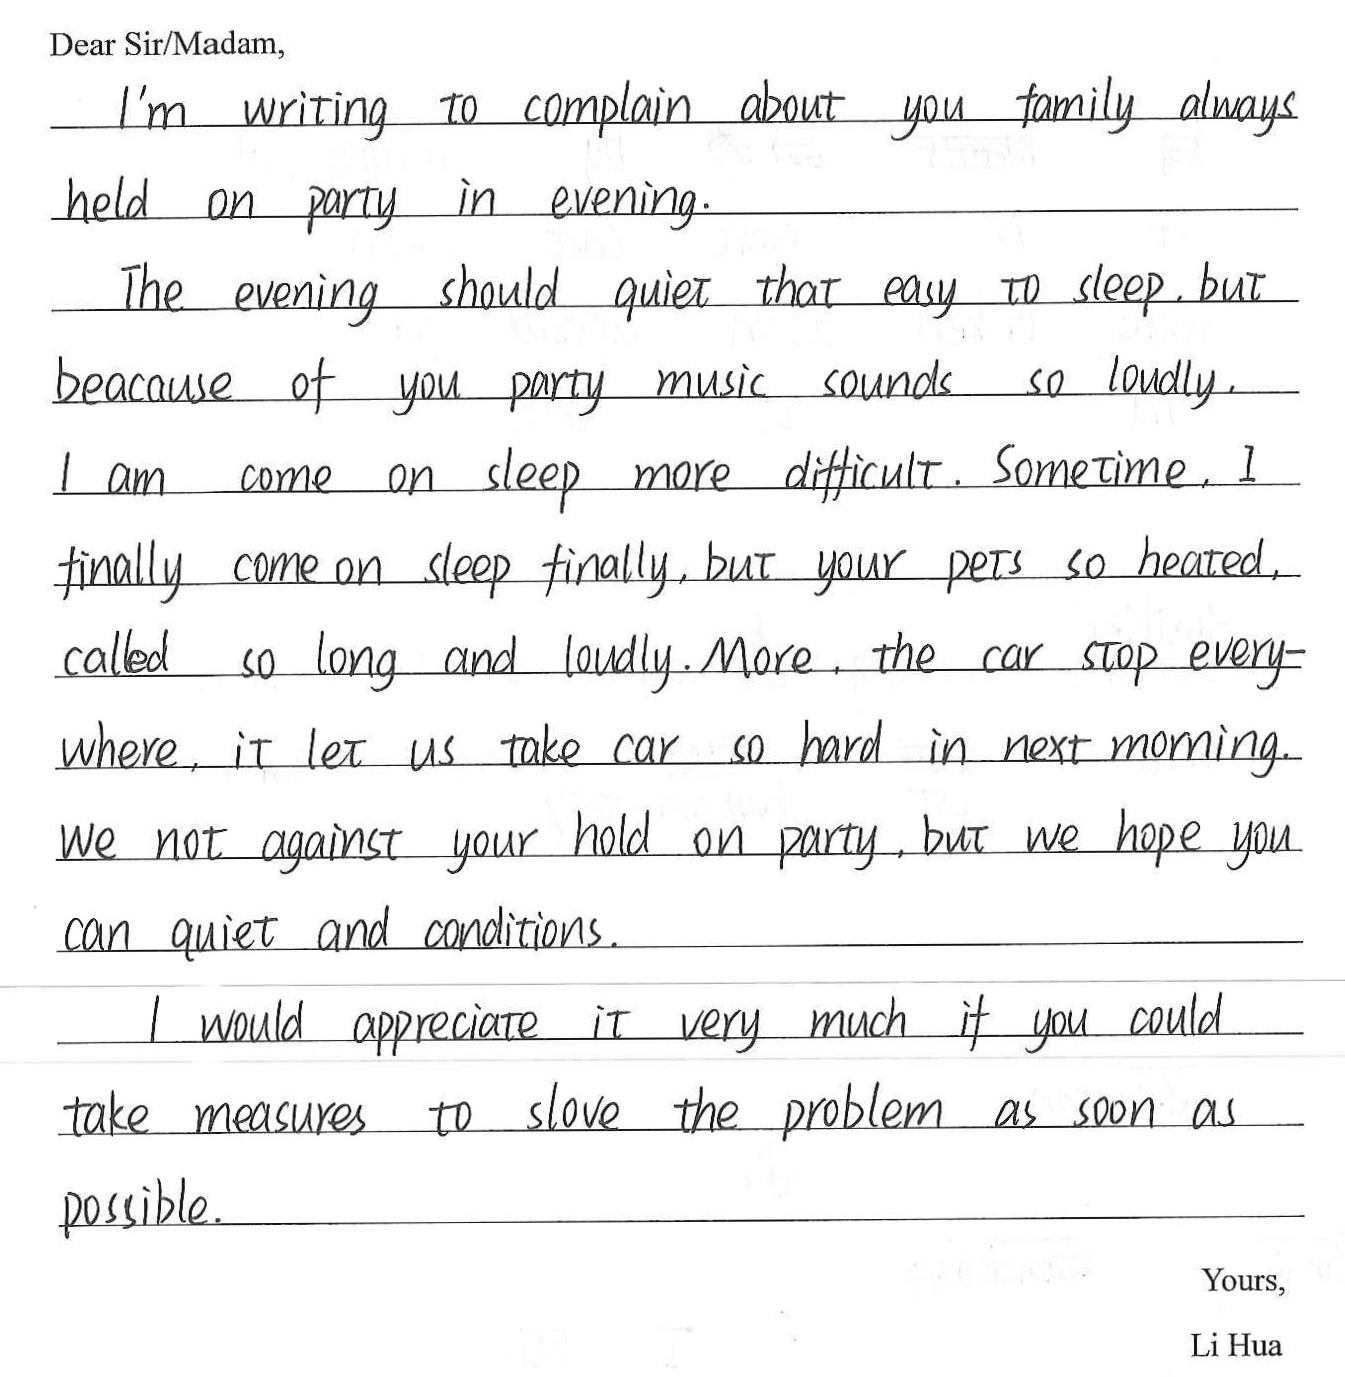 Dear Sir/Madam,
I'm writing to complain about you family always
held on party in evening.
The evening should quiet that easy to sleep, but
beacause of you party music sounds so loudly.
I am come on sleep more difficult. Sometime, I
finally come on sleep finally, but your pets so heated,
called so long and loudly. More, the car stop every-
where, it let us take car so hard in next morning.
We not against your hold on party, but we hope you
can quiet and conditions.
I would appreciate it very much if you could
take measures to slove the problem as soon as
possible.
Yours,
Li Hua